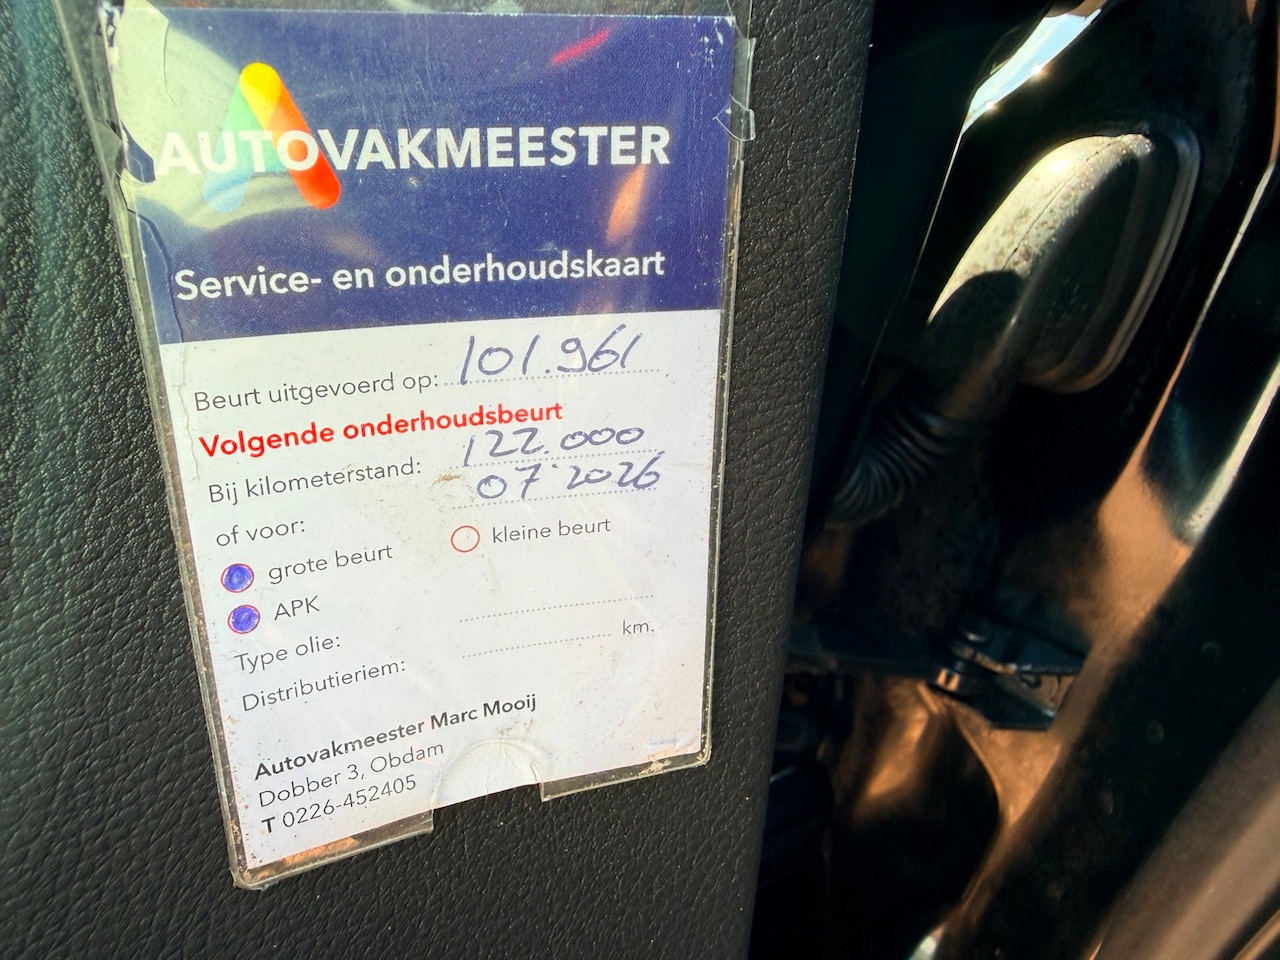 AUTOVAKMEESTER
Service- en onderhoudskaart
Beurt uitgevoerd op: 101.961
Volgende onderhoudsbeurt
Bij kilometerstand: 122.000
of voor: 07-2026
grote beurt kleine beurt
APK
Type olie:
Distributieriem: km.
Autovakmeester Marc Mooij
Dobber 3, Obdam
T 0226-452405